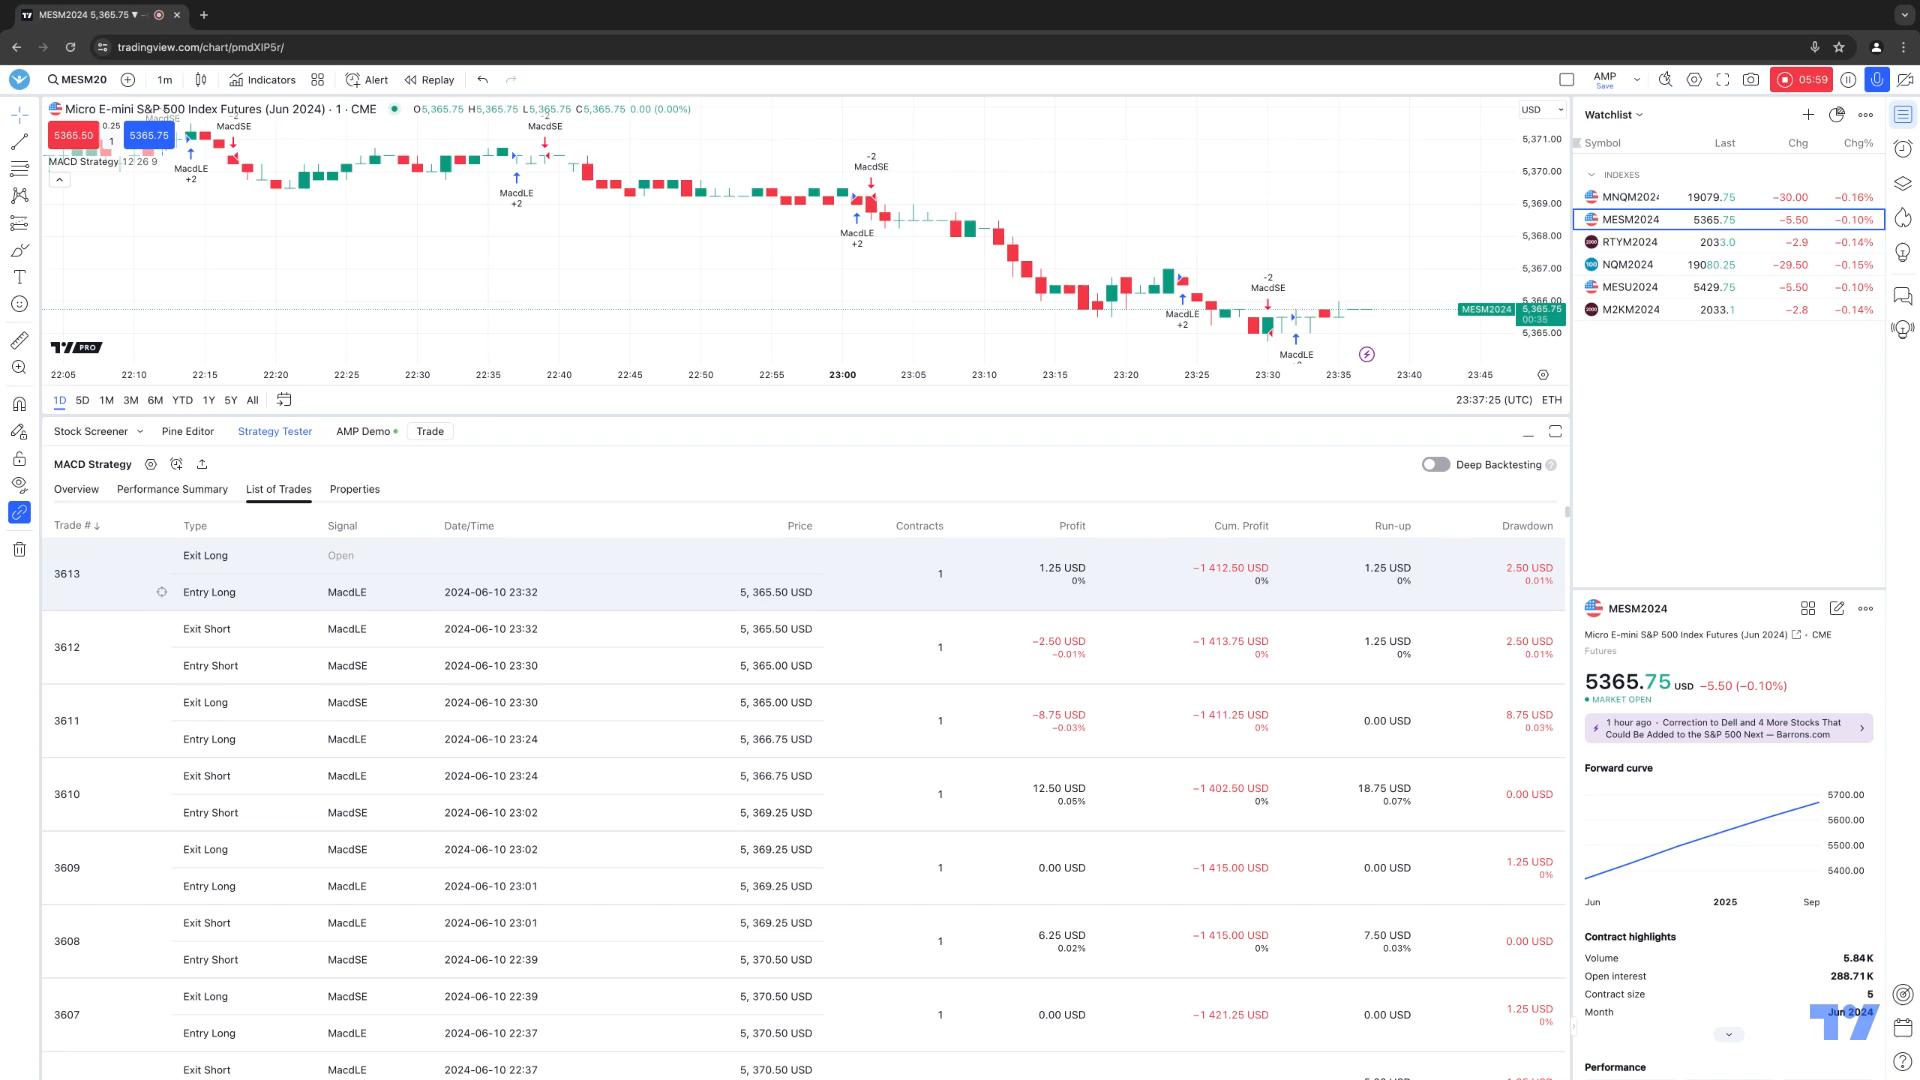 MESM2024 5,365.75 ▼
tradingview.com/chart/pmdXlP5r/
MESM20
1m
Indicators
Alert
Replay
AMP
Save
05:59
Micro E-mini S&P 500 Index Futures (Jun 2024) · 1 · CME
O5,365.75 H5,365.75 L5,365.75 C5,365.75 0.00 (0.00%)
USD
5365.50
0.25
1
5365.75
MACD Strategy 12 26 9
MacdSE
MacdLE
+2
-2
MacdSE
MacdLE
+2
-2
MacdSE
-2
MacdSE
MacdLE
+2
MacdLE
+2
-2
MacdSE
MacdLE
5,371.00
5,370.00
5,369.00
5,368.00
5,367.00
5,366.00
MESM2024 5,365.75
00:35
5,365.00
PRO
22:05 22:10 22:15 22:20 22:25 22:30 22:35 22:40 22:45 22:50 22:55 23:00 23:05 23:10 23:15 23:20 23:25 23:30 23:35 23:40 23:45
1D 5D 1M 3M 6M YTD 1Y 5Y All
23:37:25 (UTC) ETH
Stock Screener Pine Editor Strategy Tester AMP Demo Trade
MACD Strategy
Deep Backtesting
Overview Performance Summary List of Trades Properties
Trade # Type Signal Date/Time Price Contracts Profit Cum. Profit Run-up Drawdown
3613
Exit Long Open
Entry Long MacdLE 2024-06-10 23:32 5, 365.50 USD
1 1.25 USD −1 412.50 USD 1.25 USD 2.50 USD
0% 0% 0% 0.01%
3612
Exit Short MacdLE 2024-06-10 23:32 5, 365.50 USD
Entry Short MacdSE 2024-06-10 23:30 5, 365.00 USD
1 −2.50 USD −1 413.75 USD 1.25 USD 2.50 USD
−0.01% 0% 0% 0.01%
3611
Exit Long MacdSE 2024-06-10 23:30 5, 365.00 USD
Entry Long MacdLE 2024-06-10 23:24 5, 366.75 USD
1 −8.75 USD −1 411.25 USD 0.00 USD 8.75 USD
−0.03% 0% 0.03%
3610
Exit Short MacdLE 2024-06-10 23:24 5, 366.75 USD
Entry Short MacdSE 2024-06-10 23:02 5, 369.25 USD
1 12.50 USD −1 402.50 USD 18.75 USD 0.00 USD
0.05% 0% 0.07%
3609
Exit Long MacdSE 2024-06-10 23:02 5, 369.25 USD
Entry Long MacdLE 2024-06-10 23:01 5, 369.25 USD
1 0.00 USD −1 415.00 USD 0.00 USD 1.25 USD
0%
3608
Exit Short MacdLE 2024-06-10 23:01 5, 369.25 USD
Entry Short MacdSE 2024-06-10 22:39 5, 370.50 USD
1 6.25 USD −1 415.00 USD 7.50 USD 0.00 USD
0.02% 0% 0.03%
3607
Exit Long MacdSE 2024-06-10 22:39 5, 370.50 USD
Entry Long MacdLE 2024-06-10 22:37 5, 370.50 USD
1 0.00 USD −1 421.25 USD 0.00 USD 1.25 USD
0%
Exit Short MacdLE 2024-06-10 22:37 5, 370.50 USD
Watchlist
Symbol Last Chg Chg%
INDEXES
MNQM2024 19079.75 −30.00 −0.16%
MESM2024 5365.75 −5.50 −0.10%
RTYM2024 2033.0 −2.9 −0.14%
NQM2024 19080.25 −29.50 −0.15%
MESU2024 5429.75 −5.50 −0.10%
M2KM2024 2033.1 −2.8 −0.14%
MESM2024
Micro E-mini S&P 500 Index Futures (Jun 2024) · CME
Futures
5365.75 USD −5.50 (−0.10%)
MARKET OPEN
1 hour ago · Correction to Dell and 4 More Stocks That
Could Be Added to the S&P 500 Next — Barrons.com
Forward curve
5700.00
5600.00
5500.00
5400.00
Jun 2025 Sep
Contract highlights
Volume 5.84K
Open interest 288.71K
Contract size 5
Month Jun 2024
Performance